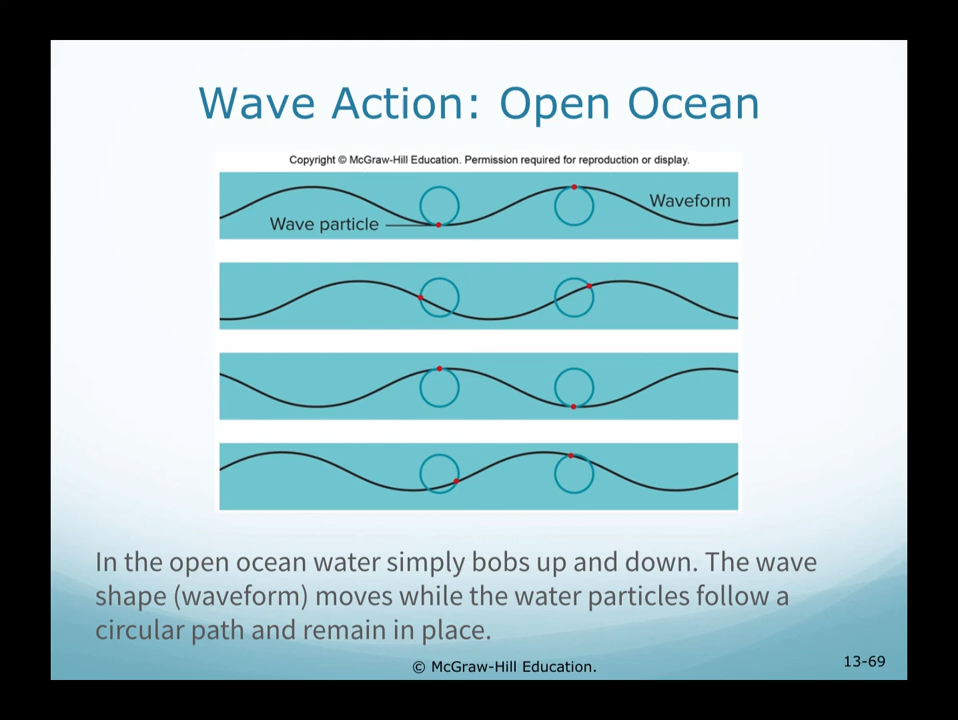 Wave Action: Open Ocean
Copyright © McGraw-Hill Education. Permission required for reproduction or display.
Waveform
Wave particle
In the open ocean water simply bobs up and down. The wave
shape (waveform) moves while the water particles follow a
circular path and remain in place.
© McGraw-Hill Education.
13-69